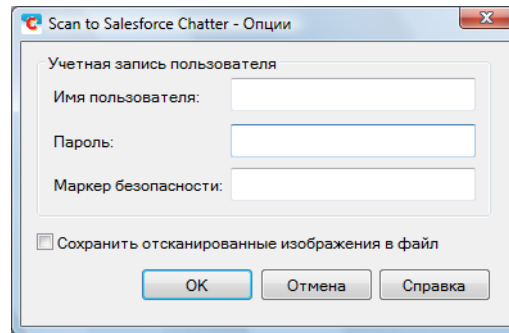 Scan to Salesforce Chatter - Опции
Учетная запись пользователя
Имя пользователя:
Пароль:
Маркер безопасности:
Сохранить отсканированные изображения в файл
OK Отмена Справка